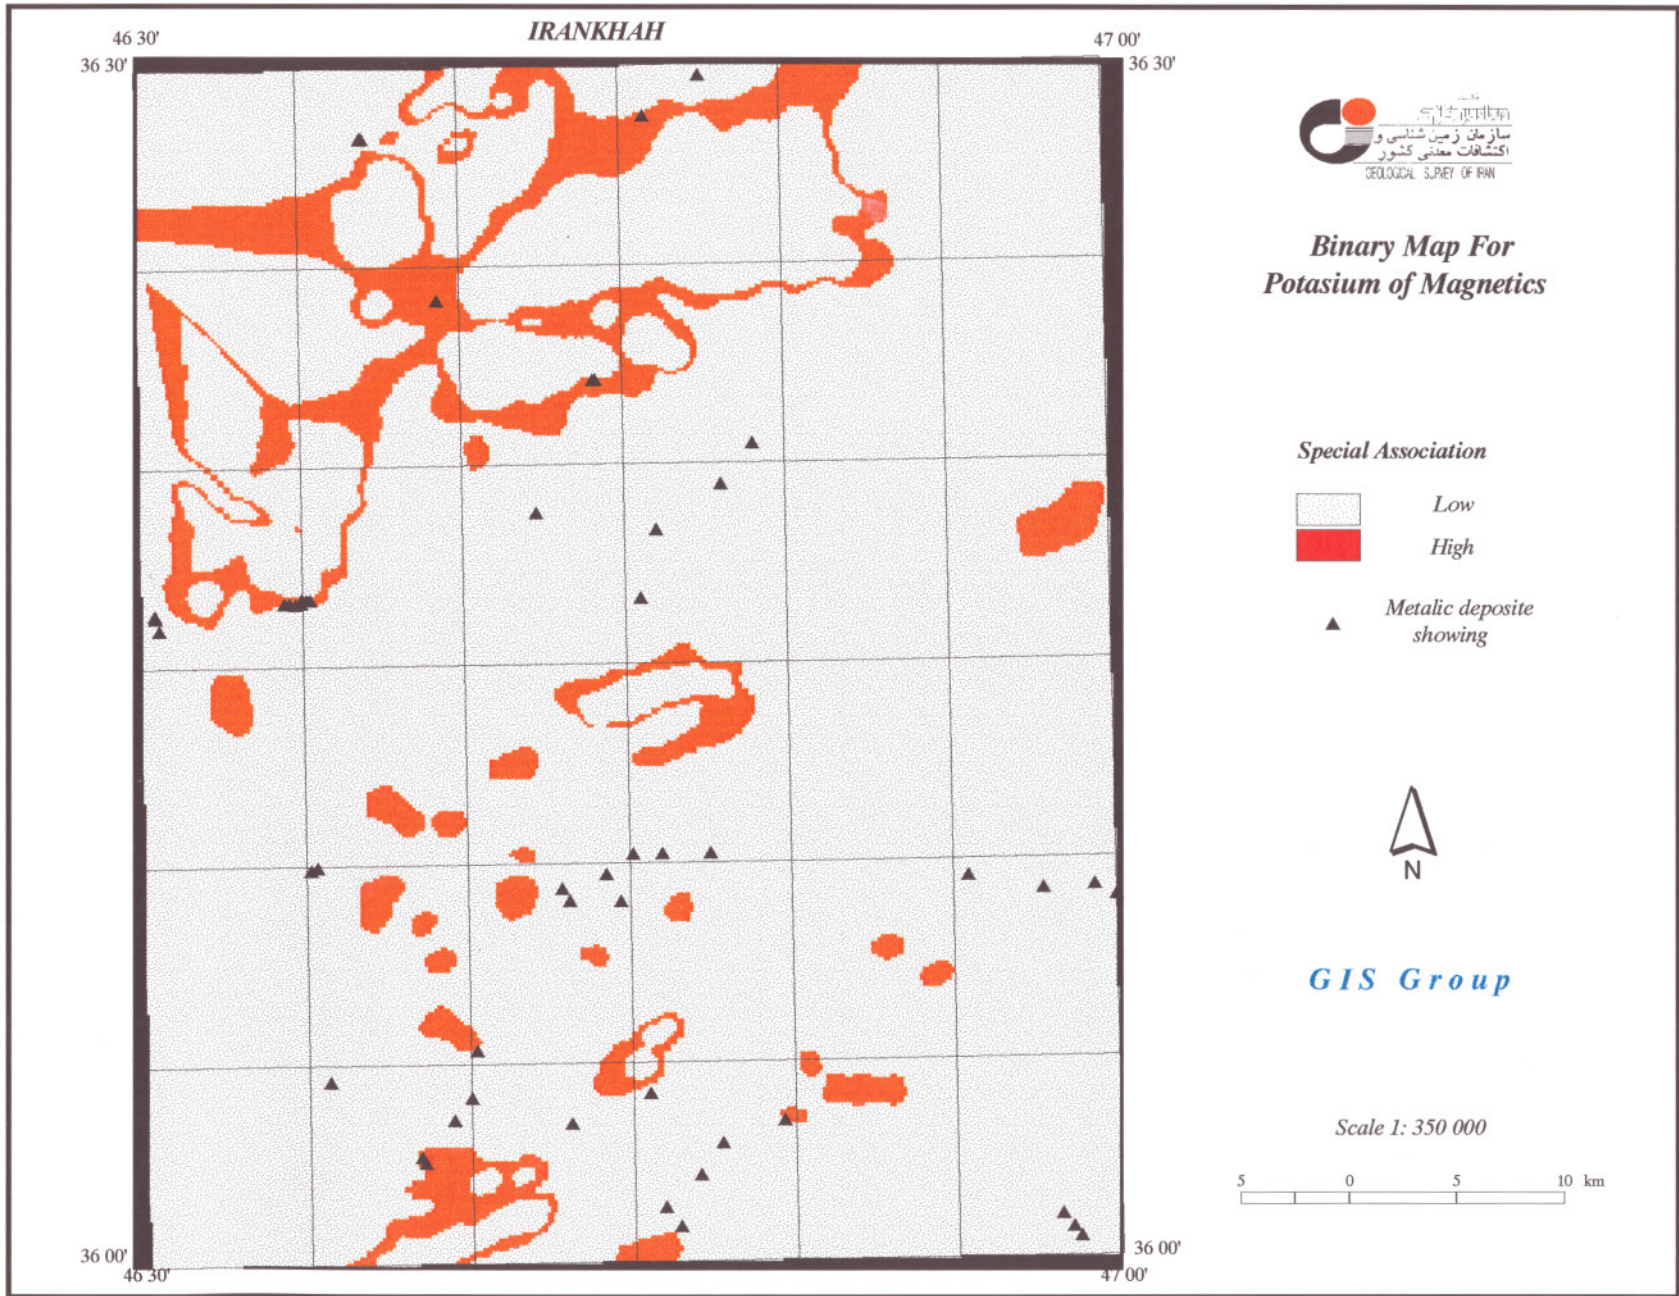 IRANKHAH
46 30'
47 00'
36 30'
36 30'
سازمان زمین شناسی و
اکتشافات معدنی کشور
GEOLOGICAL SURVEY OF IRAN
Binary Map For
Potasium of Magnetics
Special Association
Low
High
Metalic deposite
showing
N
GIS Group
Scale 1: 350 000
5 0 5 10 km
36 00'
36 00'
46 30'
47 00'